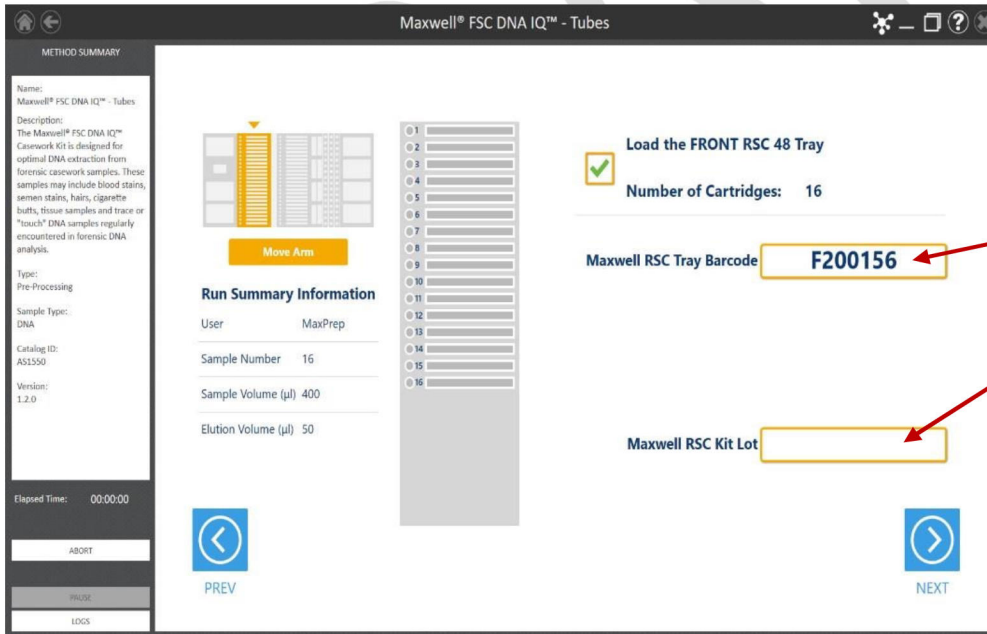 Maxwell® FSC DNA IQ™ - Tubes
METHOD SUMMARY
Name:
Maxwell® FSC DNA IQ™ - Tubes
Description:
The Maxwell® FSC DNA IQ™
Casework Kit is designed for
optimal DNA extraction from
forensic casework samples. These
samples may include blood stains,
semen stains, hairs, cigarette
butts, tissue samples and trace or
"touch" DNA samples regularly
encountered in forensic DNA
analysis.
Type:
Pre-Processing
Sample Type:
DNA
Catalog ID:
AS1550
Version:
1.2.0
Elapsed Time: 00:00:00
ABORT
PAUSE
LOGS
Move Arm
Run Summary Information
User MaxPrep
Sample Number 16
Sample Volume (µl) 400
Elution Volume (µl) 50
PREV
1
2
3
4
5
6
7
8
9
10
11
12
13
14
15
16
Load the FRONT RSC 48 Tray
Number of Cartridges: 16
Maxwell RSC Tray Barcode F200156
Maxwell RSC Kit Lot
NEXT